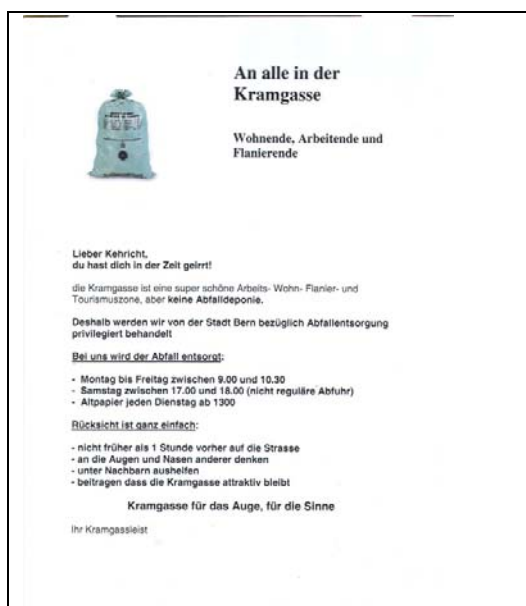 An alle in der
Kramgasse
Wohnende, Arbeitende und
Flanierende
Lieber Kehricht,
du hast dich in der Zeit geirrt!
die Kramgasse ist eine super schöne Arbeits- Wohn- Flanier- und
Tourismuszone, aber keine Abfalldeponie.
Deshalb werden wir von der Stadt Bern bezüglich Abfallentsorgung
privilegiert behandelt
Bei uns wird der Abfall entsorgt:
- Montag bis Freitag zwischen 9.00 und 10.30
- Samstag zwischen 17.00 und 18.00 (nicht reguläre Abfuhr)
- Altpapier jeden Dienstag ab 1300
Rücksicht ist ganz einfach:
- nicht früher als 1 Stunde vorher auf die Strasse
- an die Augen und Nasen anderer denken
- unter Nachbarn aushelfen
- beitragen dass die Kramgasse attraktiv bleibt
Kramgasse für das Auge, für die Sinne
Ihr Kramgassleist